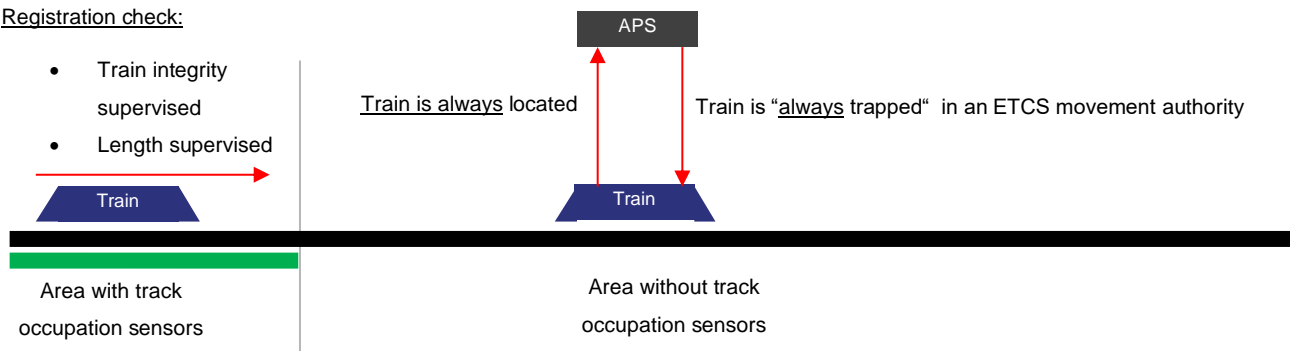 Registration check:
• Train integrity
supervised
• Length supervised
Train
Area with track
occupation sensors
APS
Train is always located
Train is “always trapped“ in an ETCS movement authority
Train
Area without track
occupation sensors